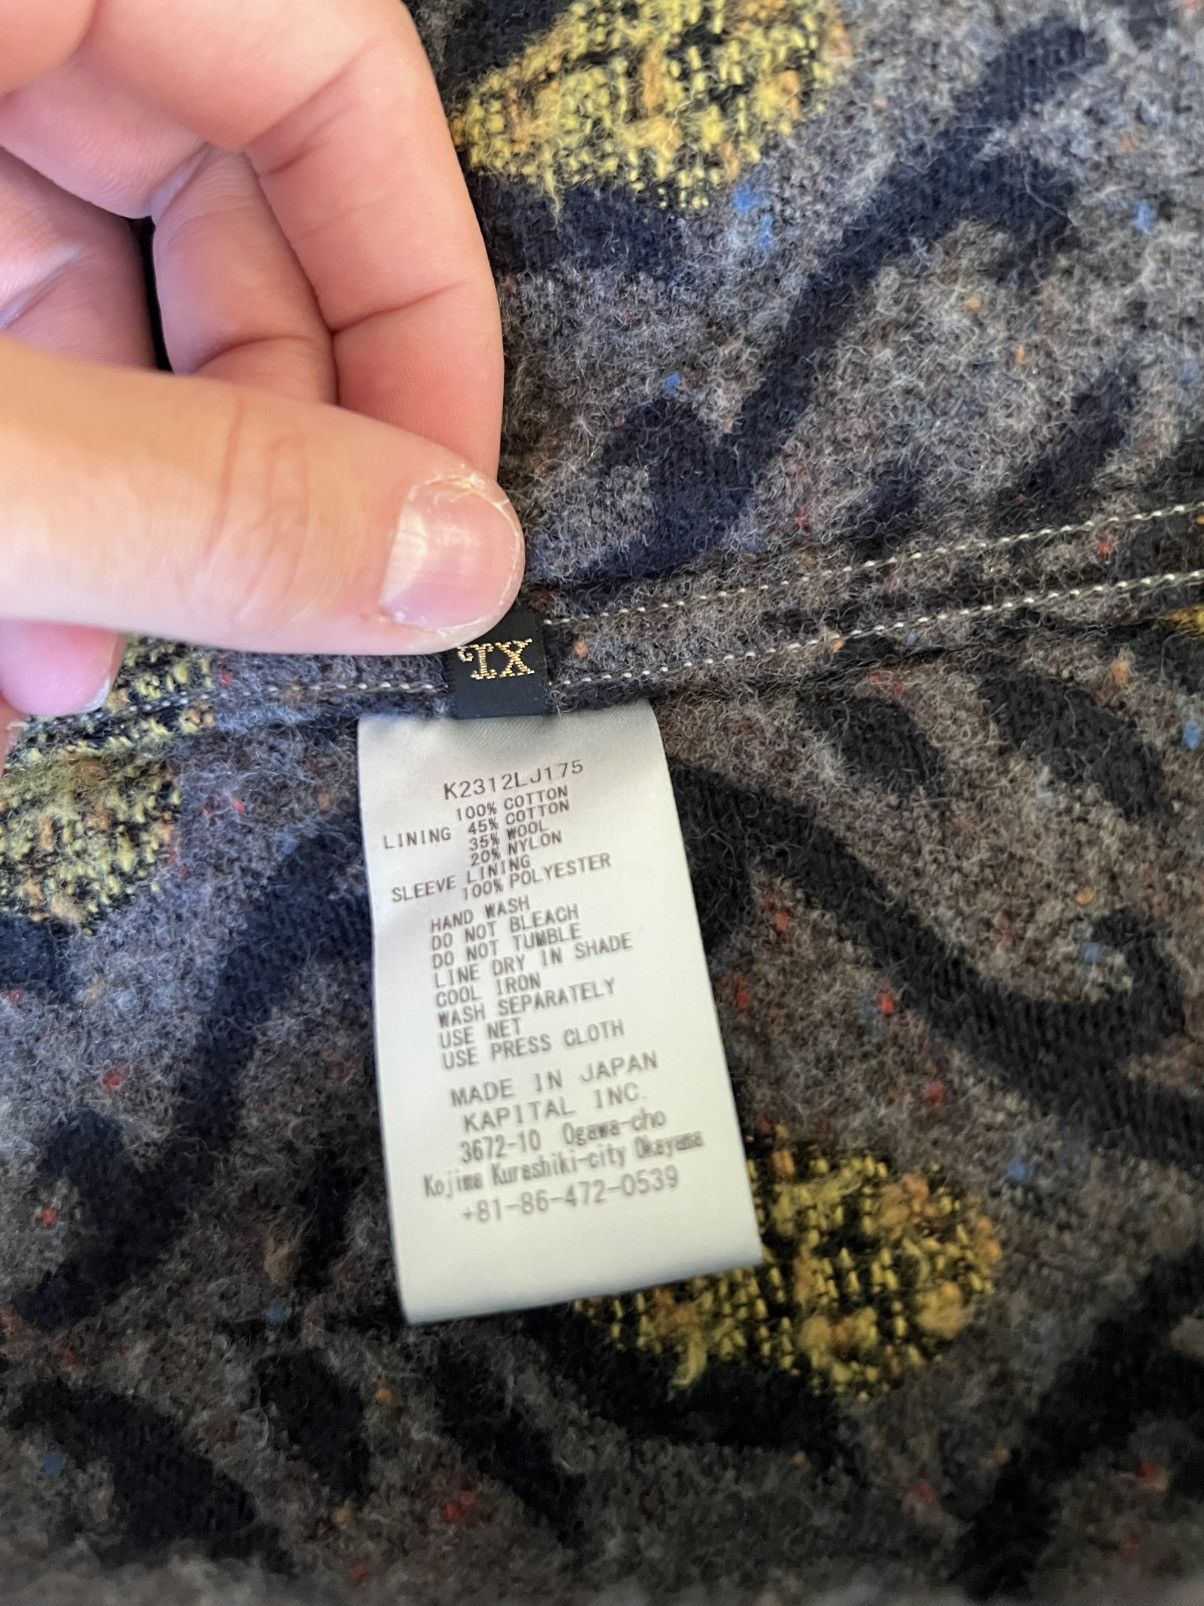 XL
K2312LJ175
100% COTTON
LINING 45% COTTON
35% WOOL
20% NYLON
SLEEVE LINING
100% POLYESTER
HAND WASH
DO NOT BLEACH
DO NOT TUMBLE
LINE DRY IN SHADE
COOL IRON
WASH SEPARATELY
USE NET
USE PRESS CLOTH
MADE IN JAPAN
KAPITAL INC.
3672-10 Ogawa-cho
Kojima Kurashiki-city Okayama
+81-86-472-0539